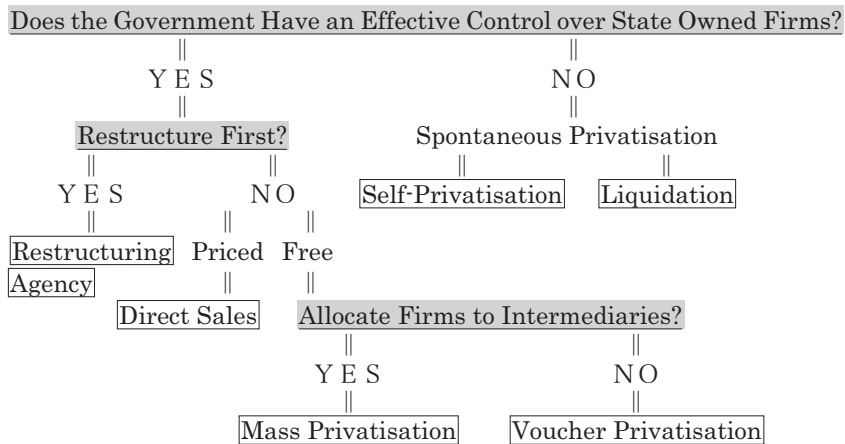 Does the Government Have an Effective Control over State Owned Firms?
YES NO
Restructure First? Spontaneous Privatisation
YES NO Self-Privatisation Liquidation
Restructuring Priced Free
Agency
Direct Sales Allocate Firms to Intermediaries?
YES NO
Mass Privatisation Voucher Privatisation